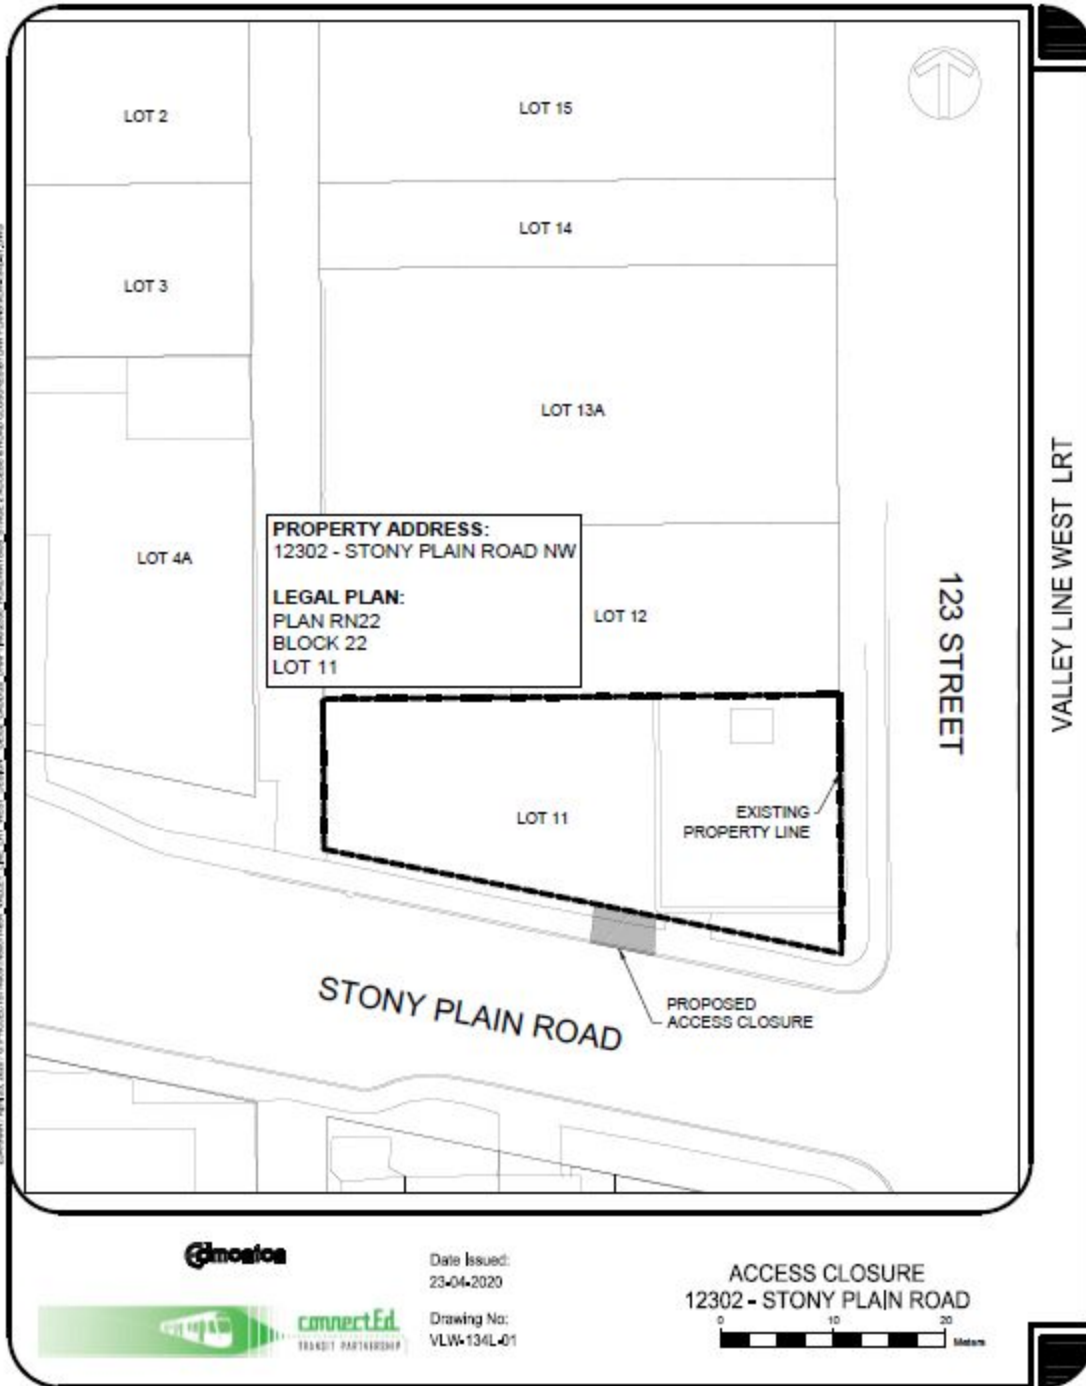 LOT 2
LOT 15
LOT 14
LOT 3
LOT 13A
LOT 4A
PROPERTY ADDRESS:
12302 - STONY PLAIN ROAD NW
LEGAL PLAN:
PLAN RN22
BLOCK 22
LOT 11
LOT 12
123 STREET
VALLEY LINE WEST LRT
LOT 11
EXISTING
PROPERTY LINE
STONY PLAIN ROAD
PROPOSED
ACCESS CLOSURE
Edmonton
connectEd.
TRANSIT PARTNERSHIP
Date Issued:
23-04-2020
Drawing No:
VLW-134L-01
ACCESS CLOSURE
12302 - STONY PLAIN ROAD
0 10 20
Meters